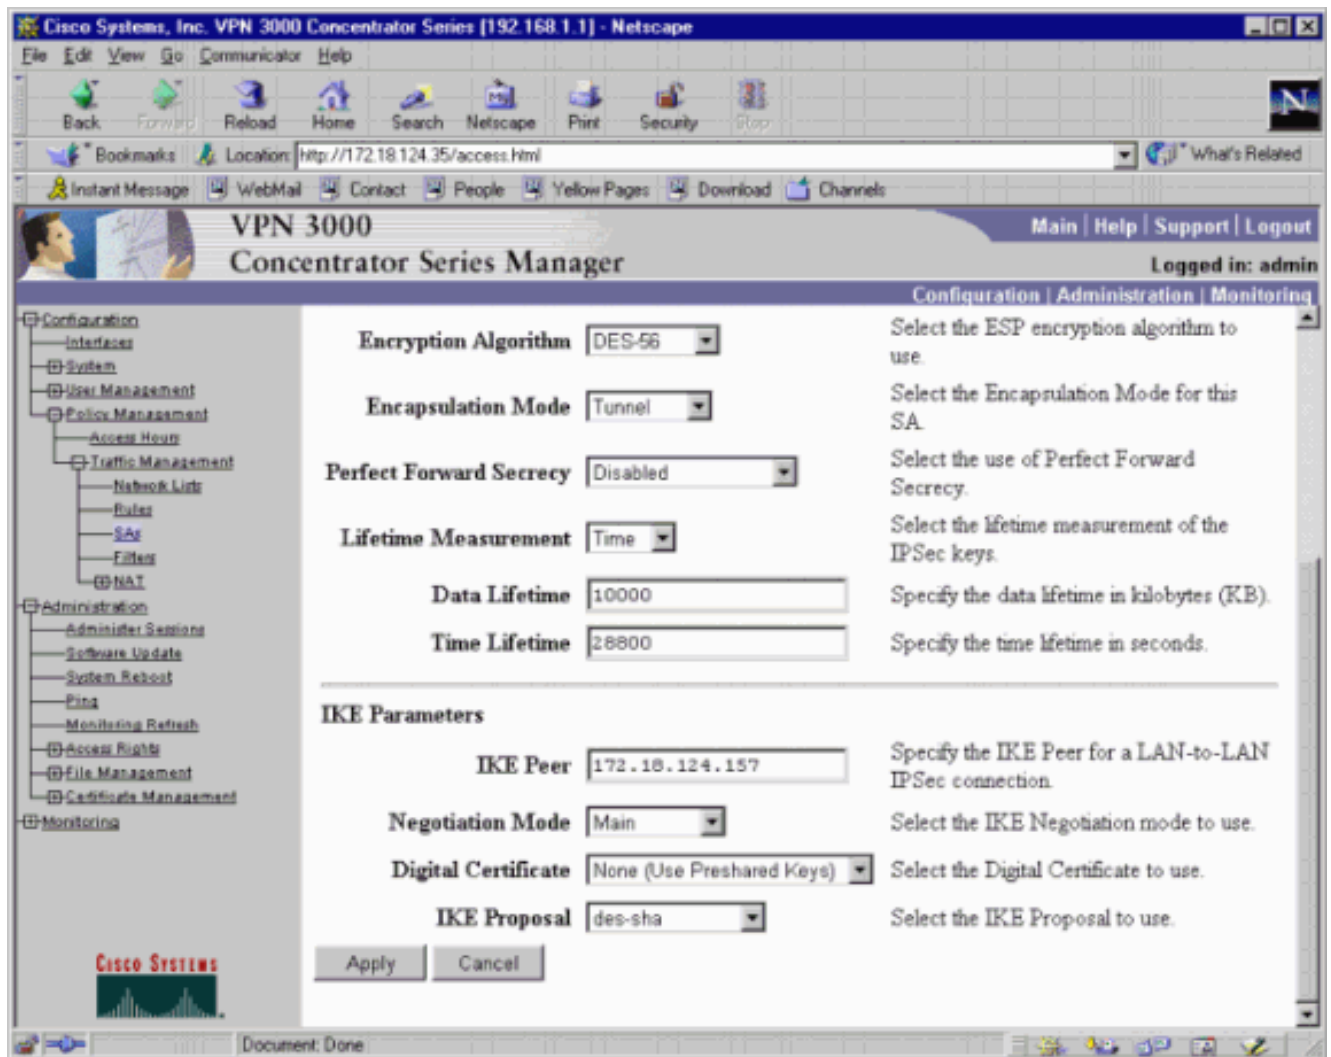 Cisco Systems, Inc. VPN 3000 Concentrator Series [192.168.1.1] - Netscape
File Edit View Go Communicator Help
Back Forward Reload Home Search Netscape Print Security Stop
Bookmarks Location: http://172.18.124.35/access.html What's Related
Instant Message WebMail Contact People Yellow Pages Download Channels
VPN 3000
Concentrator Series Manager
Main | Help | Support | Logout
Logged in: admin
Configuration | Administration | Monitoring
Configuration
Interfaces
System
User Management
Policy Management
Access Hours
Traffic Management
Network Lists
Rules
SAs
Filters
NAT
Administration
Administer Sessions
Software Update
System Reboot
Ping
Monitoring Refresh
Access Rights
File Management
Certificate Management
Monitoring
CISCO SYSTEMS
Encryption Algorithm DES-56 Select the ESP encryption algorithm to
use.
Encapsulation Mode Tunnel Select the Encapsulation Mode for this
SA.
Perfect Forward Secrecy Disabled Select the use of Perfect Forward
Secrecy.
Lifetime Measurement Time Select the lifetime measurement of the
IPSec keys.
Data Lifetime 10000 Specify the data lifetime in kilobytes (KB).
Time Lifetime 28800 Specify the time lifetime in seconds.
IKE Parameters
IKE Peer 172.18.124.157 Specify the IKE Peer for a LAN-to-LAN
IPSec connection.
Negotiation Mode Main Select the IKE Negotiation mode to use.
Digital Certificate None (Use Preshared Keys) Select the Digital Certificate to use.
IKE Proposal des-sha Select the IKE Proposal to use.
Apply Cancel
Document: Done